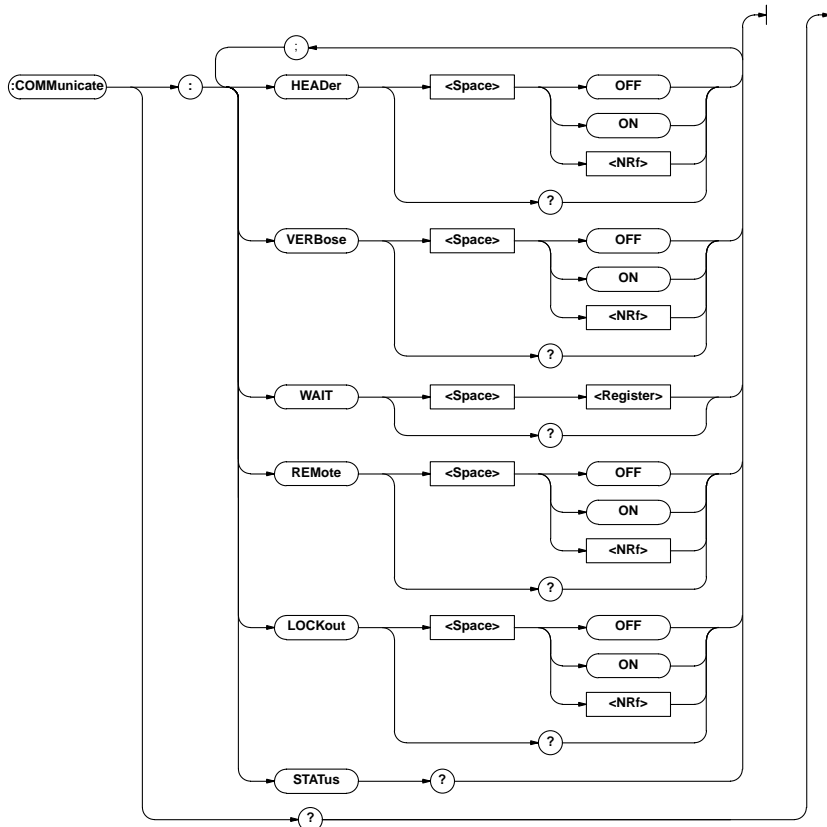 ;
:COMMunicate : HEADer <Space> OFF
ON
<NRf>
?
VERBose <Space> OFF
ON
<NRf>
?
WAIT <Space> <Register>
?
REMote <Space> OFF
ON
<NRf>
?
LOCKout <Space> OFF
ON
<NRf>
?
STATus ?
?